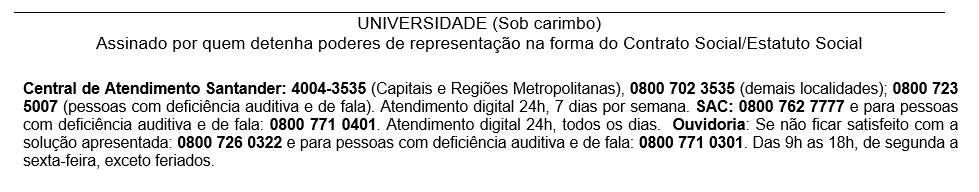 UNIVERSIDADE (Sob carimbo)
Assinado por quem detenha poderes de representação na forma do Contrato Social/Estatuto Social
Central de Atendimento Santander: 4004-3535 (Capitais e Regiões Metropolitanas), 0800 702 3535 (demais localidades); 0800 723
5007 (pessoas com deficiência auditiva e de fala). Atendimento digital 24h, 7 dias por semana. SAC: 0800 762 7777 e para pessoas
com deficiência auditiva e de fala: 0800 771 0401. Atendimento digital 24h, todos os dias. Ouvidoria: Se não ficar satisfeito com a
solução apresentada: 0800 726 0322 e para pessoas com deficiência auditiva e de fala: 0800 771 0301. Das 9h as 18h, de segunda a
sexta-feira, exceto feriados.